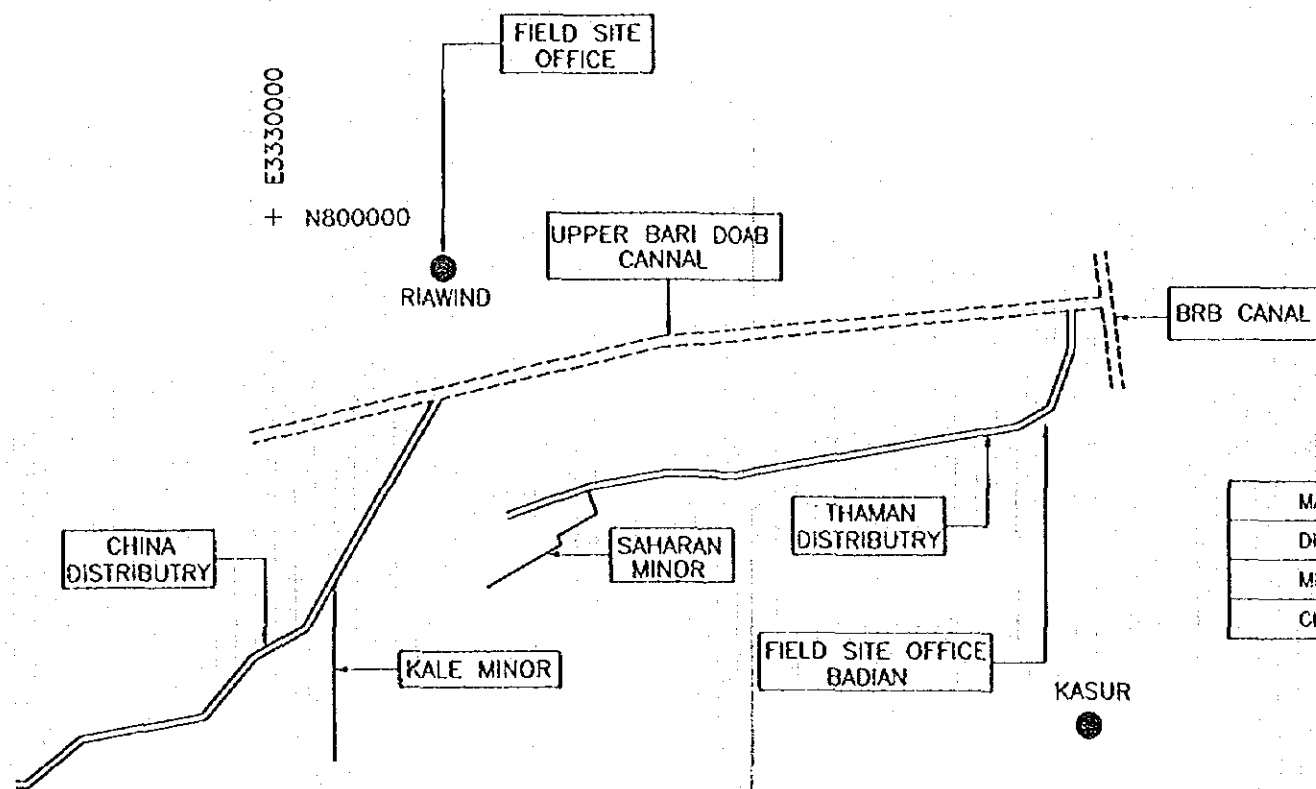 FIELD SITE
OFFICE
E3330000
+ N800000
RIAWIND
UPPER BARI DOAB
CANNAL
BRB CANAL
CHINA
DISTRIBUTRY
SAHARAN
MINOR
THAMAN
DISTRIBUTRY
KALE MINOR
FIELD SITE OFFICE
BADIAN
KASUR